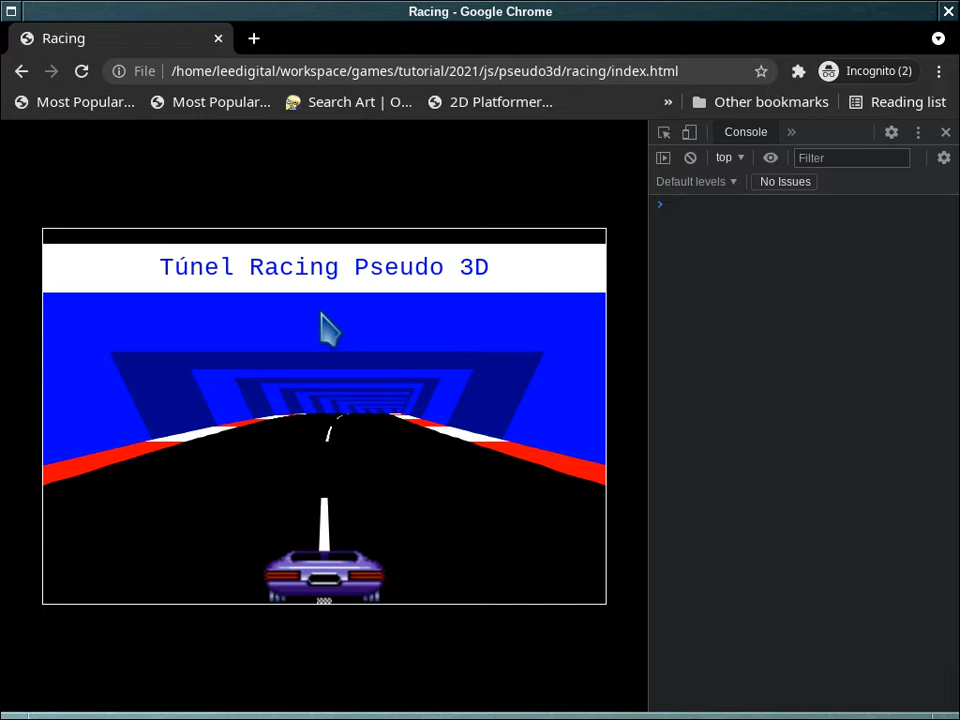 Racing - Google Chrome
Racing
File
/home/leedigital/workspace/games/tutorial/2021/js/pseudo3d/racing/index.html
Incognito (2)
Most Popular...
Most Popular...
Search Art | O...
2D Platformer...
»
Other bookmarks
Reading list
Console
»
top
Filter
Default levels
No Issues
Túnel Racing Pseudo 3D